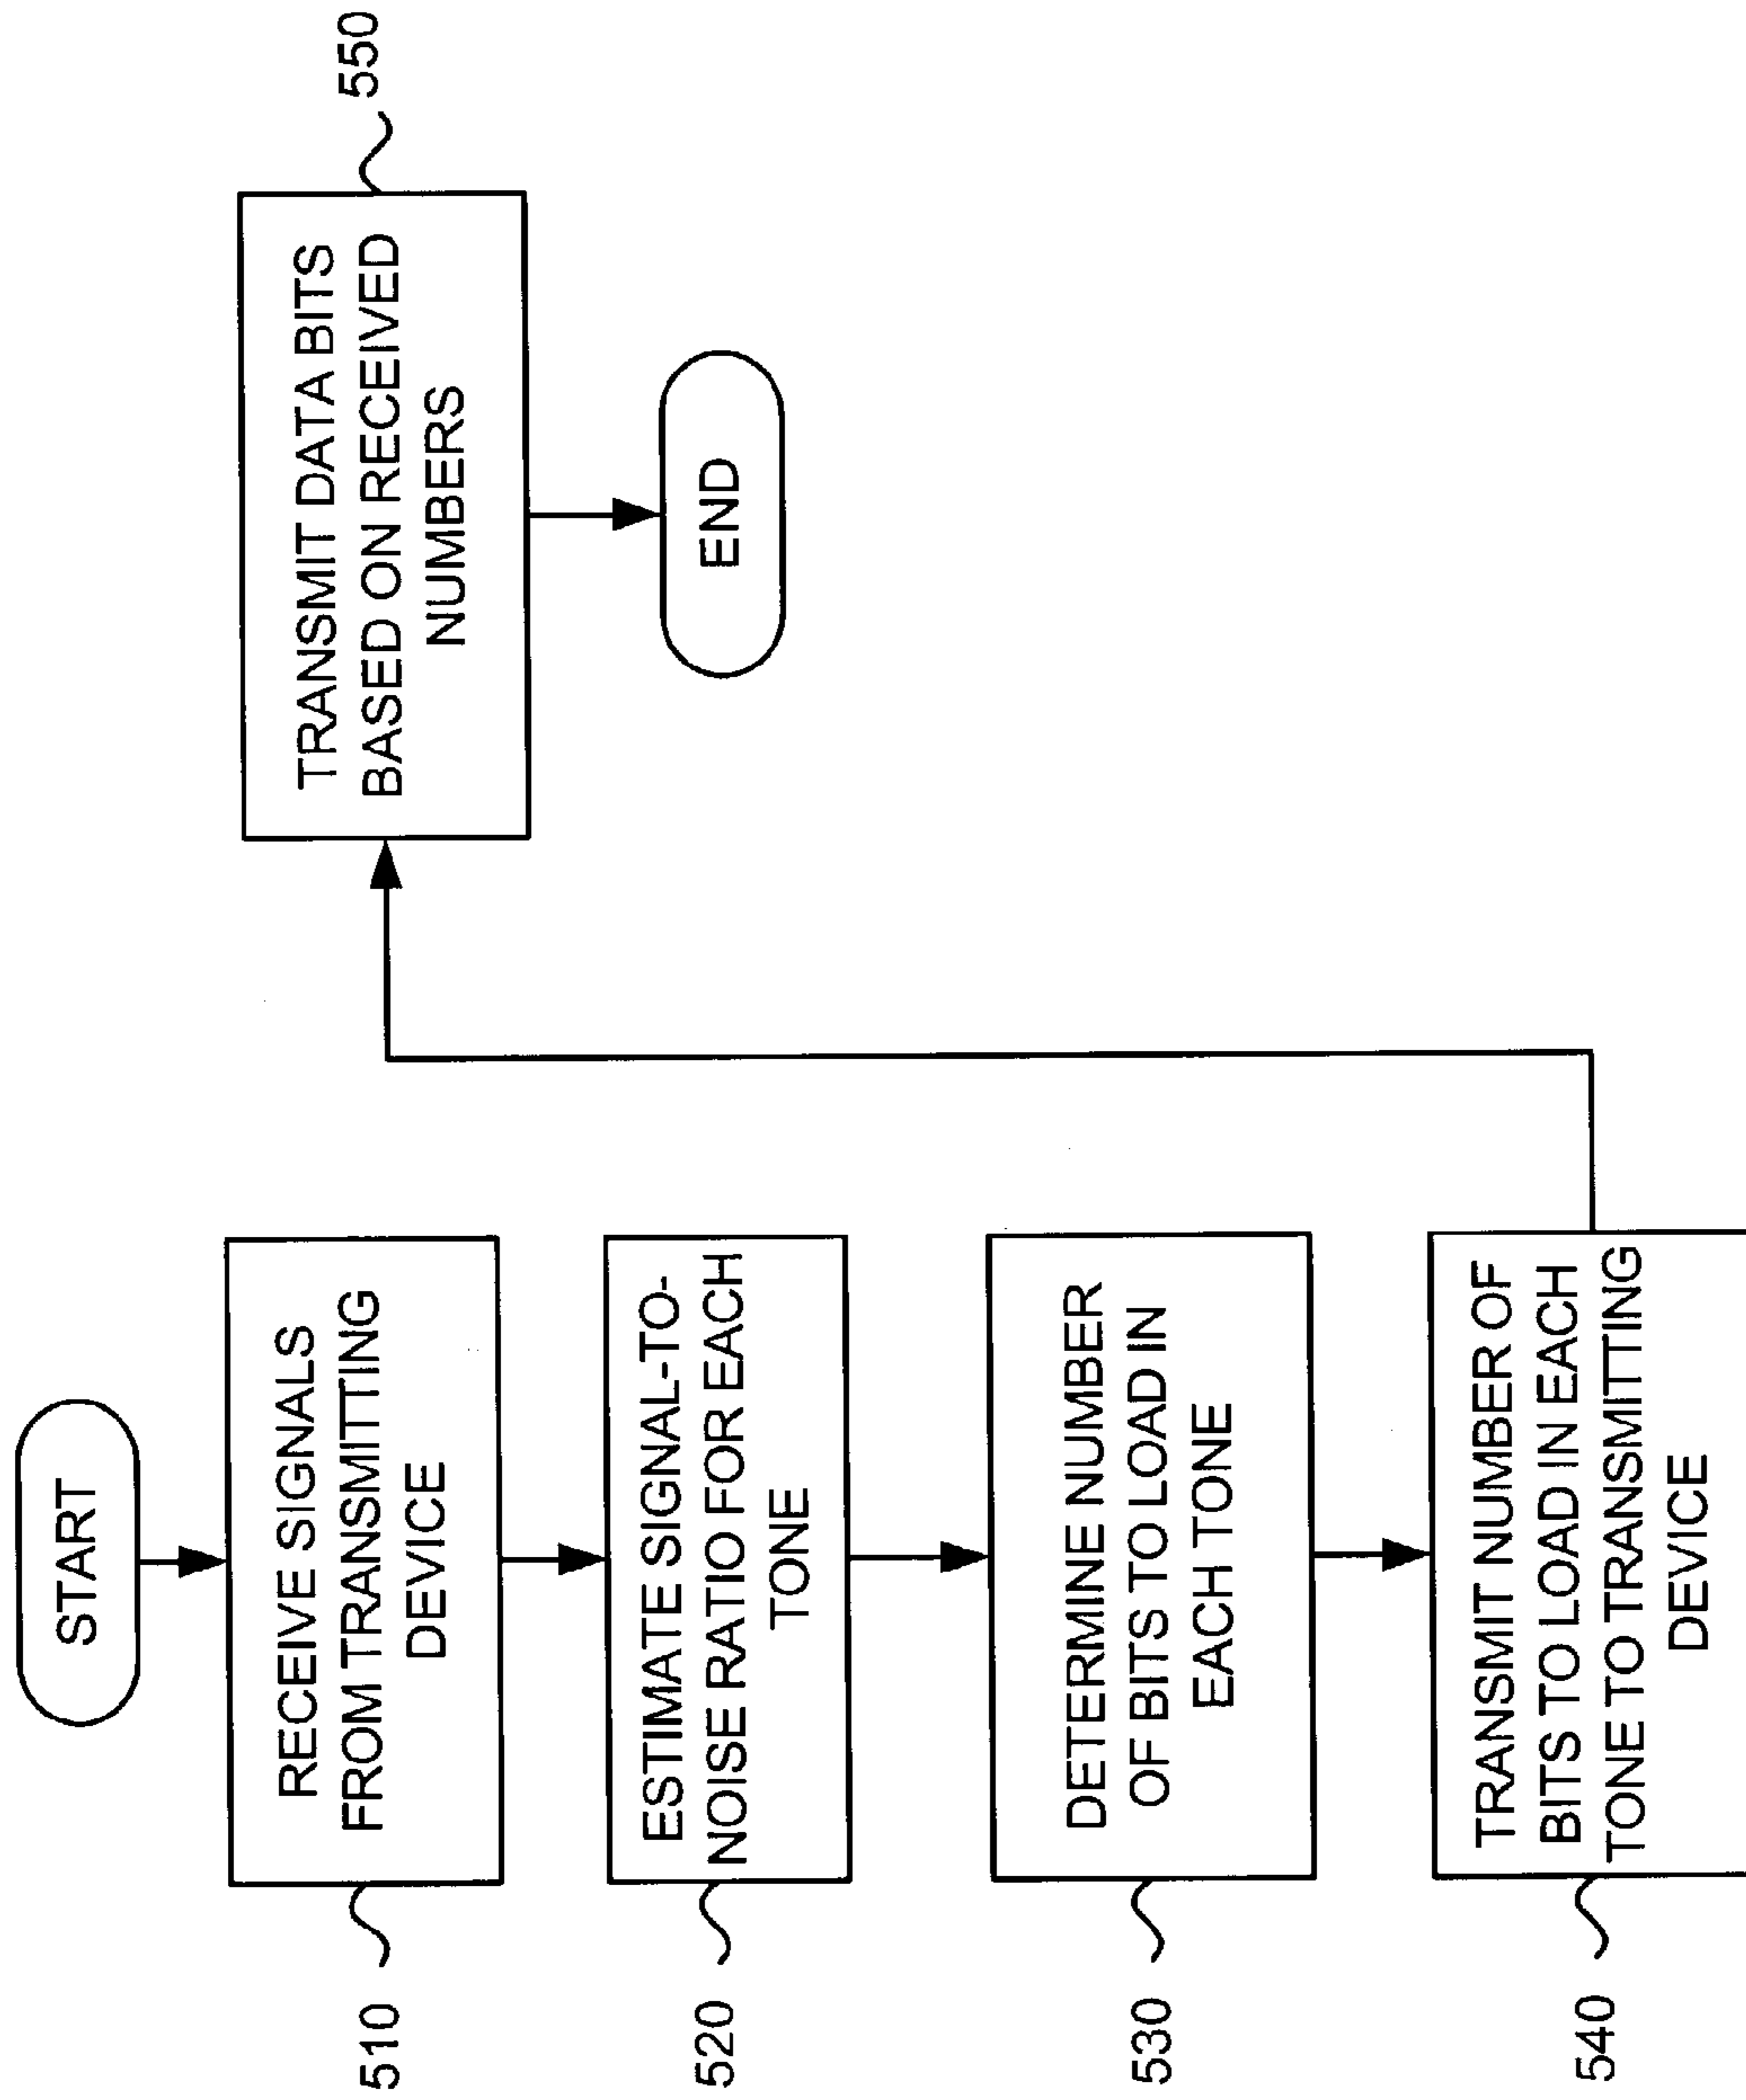 START
510
RECEIVE SIGNALS
FROM TRANSMITTING
DEVICE
520
ESTIMATE SIGNAL-TO-
NOISE RATIO FOR EACH
TONE
530
DETERMINE NUMBER
OF BITS TO LOAD IN
EACH TONE
540
TRANSMIT NUMBER OF
BITS TO LOAD IN EACH
TONE TO TRANSMITTING
DEVICE
550
TRANSMIT DATA BITS
BASED ON RECEIVED
NUMBERS
END